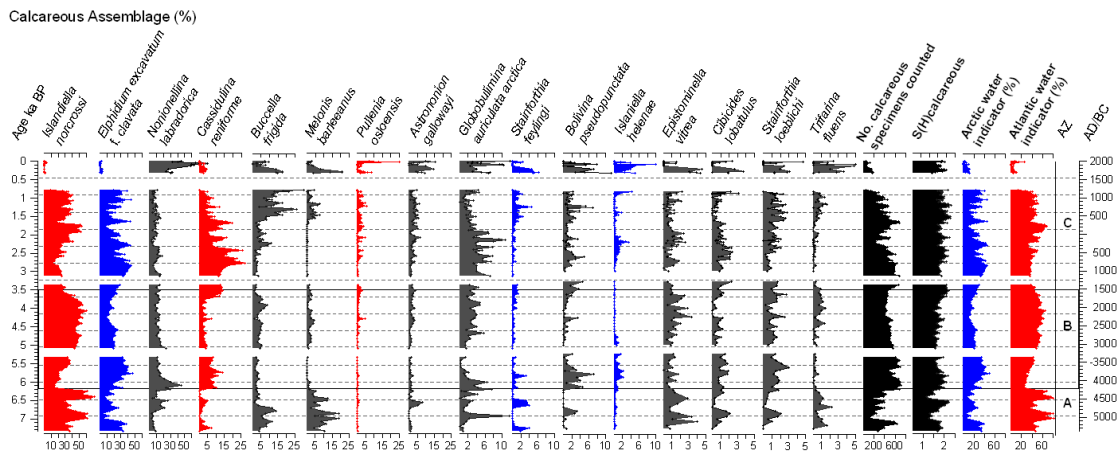 Calcareous Assemblage (%)
Age ka BP
Islandiella
norcrossi
Elphidium excavatum
f. clavata
Nonionellina
labradorica
Cassidulina
reniforme
Buccella
frigida
Melonis
barleeanus
Pullenia
osloensis
Astrononion
gallowayi
Globobulimina
auriculata arctica
Stainforthia
feylingi
Bolivina
pseudopunctata
Islaniella
helenae
Epistominella
vitrea
Cibicides
lobatulus
Stainforthia
loeblichi
Trifarina
fluens
No. calcareous
specimens counted
S(H)calcareous
Arctic water
indicator (%)
Atlantic water
indicator (%)
AZ
AD/BC
0
0.5
1
1.5
2
2.5
3
3.5
4
4.5
5
5.5
6
6.5
7
2000
1500
1000
500
500
1000
1500
2000
2500
3000
3500
4000
4500
5000
C
B
A
10 30 50
10 30 50
10 30 50
5 15 25
5 15 25
5 15 25
5 15 25
5 15 25
2 6 10
2 6 10
2 6 10
2 6 10
1 3 5
1 3 5
1 3 5
1 3 5
200 600
1 2
20 60
20 60